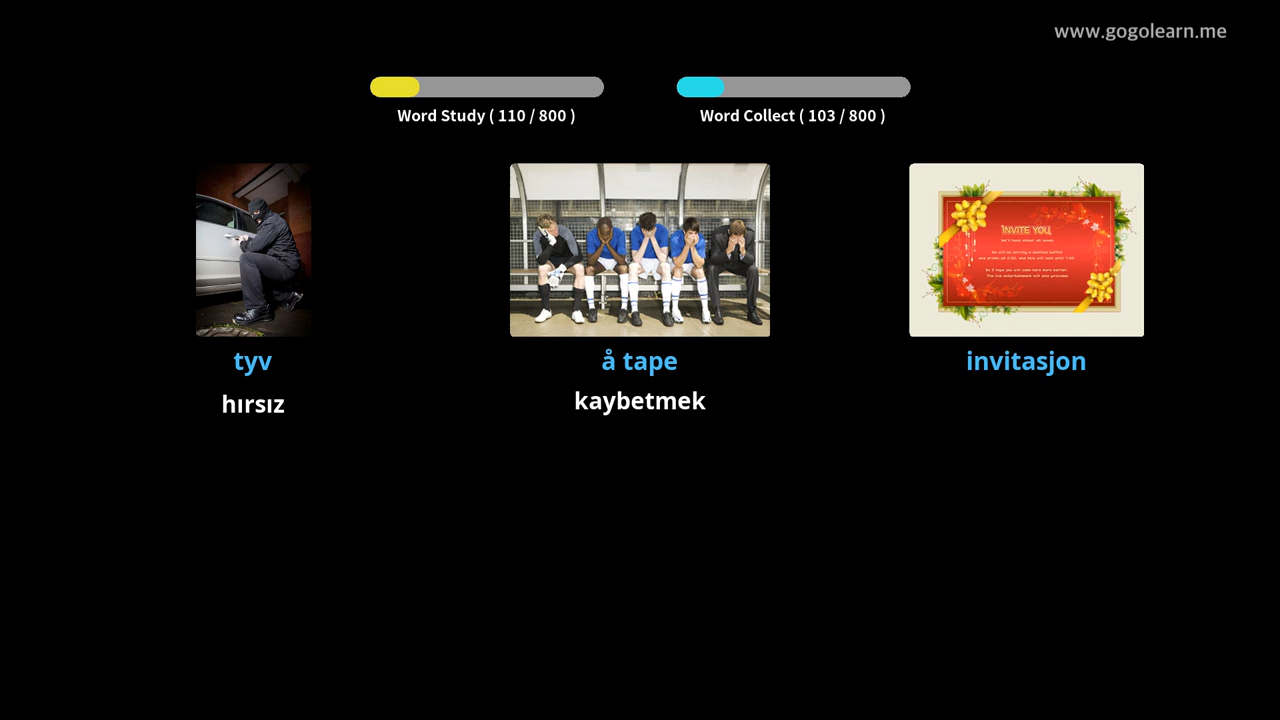 www.gogolearn.me
Word Study ( 110 / 800 )
Word Collect ( 103 / 800 )
INVITE YOU
tyv
å tape
invitasjon
hırsız
kaybetmek